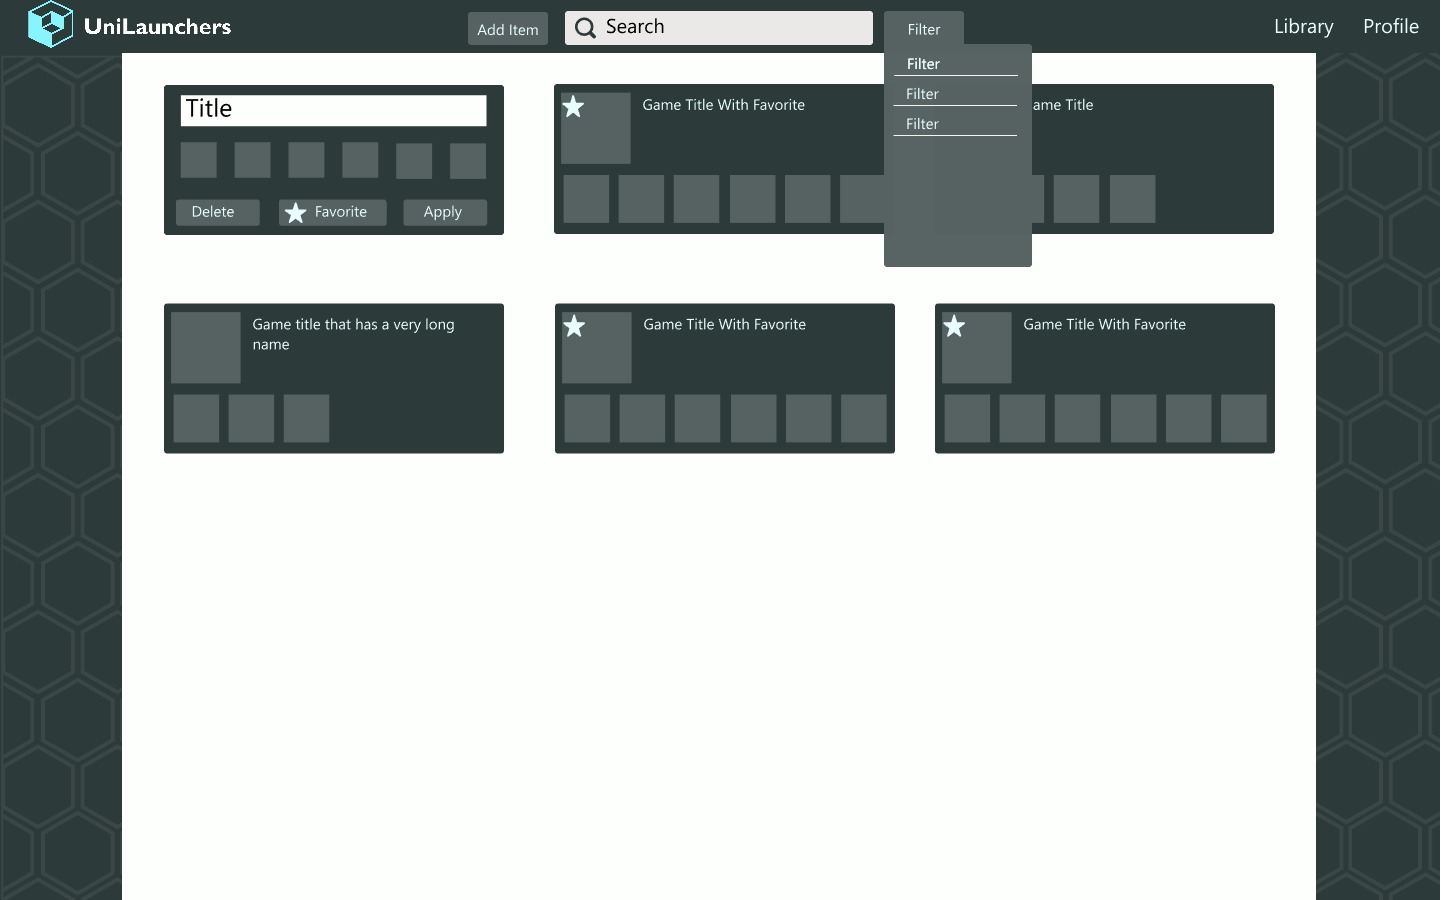 UniLaunchers
Add Item
Search
Filter
Library
Profile
Filter
Filter
Filter
Title
Delete
Favorite
Apply
Game Title With Favorite
ame Title
Game title that has a very long
name
Game Title With Favorite
Game Title With Favorite